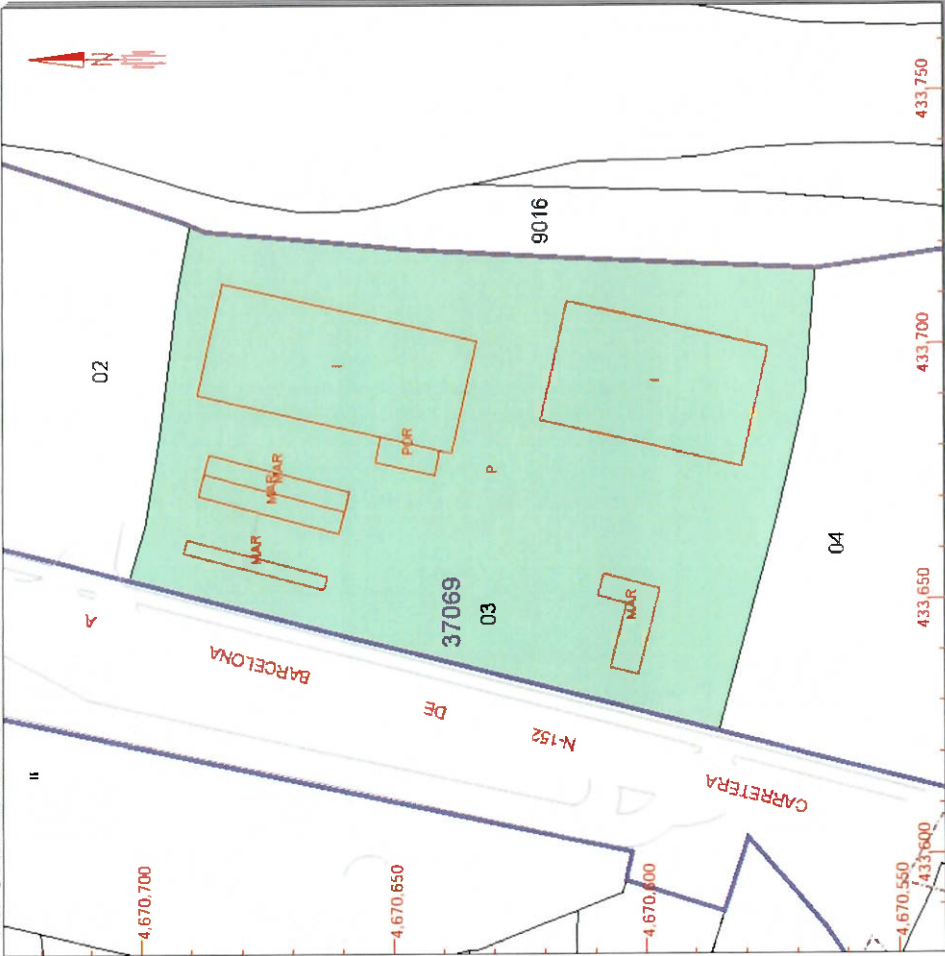 N
02
9016
I
I
POR
P
MAR
MAR
MAR
MAR
37069
03
04
CARRETERA
N-152
DE
BARCELONA
A
4,670,700
4,670,650
4,670,600
4,670,550
433,600
433,650
433,700
433,750